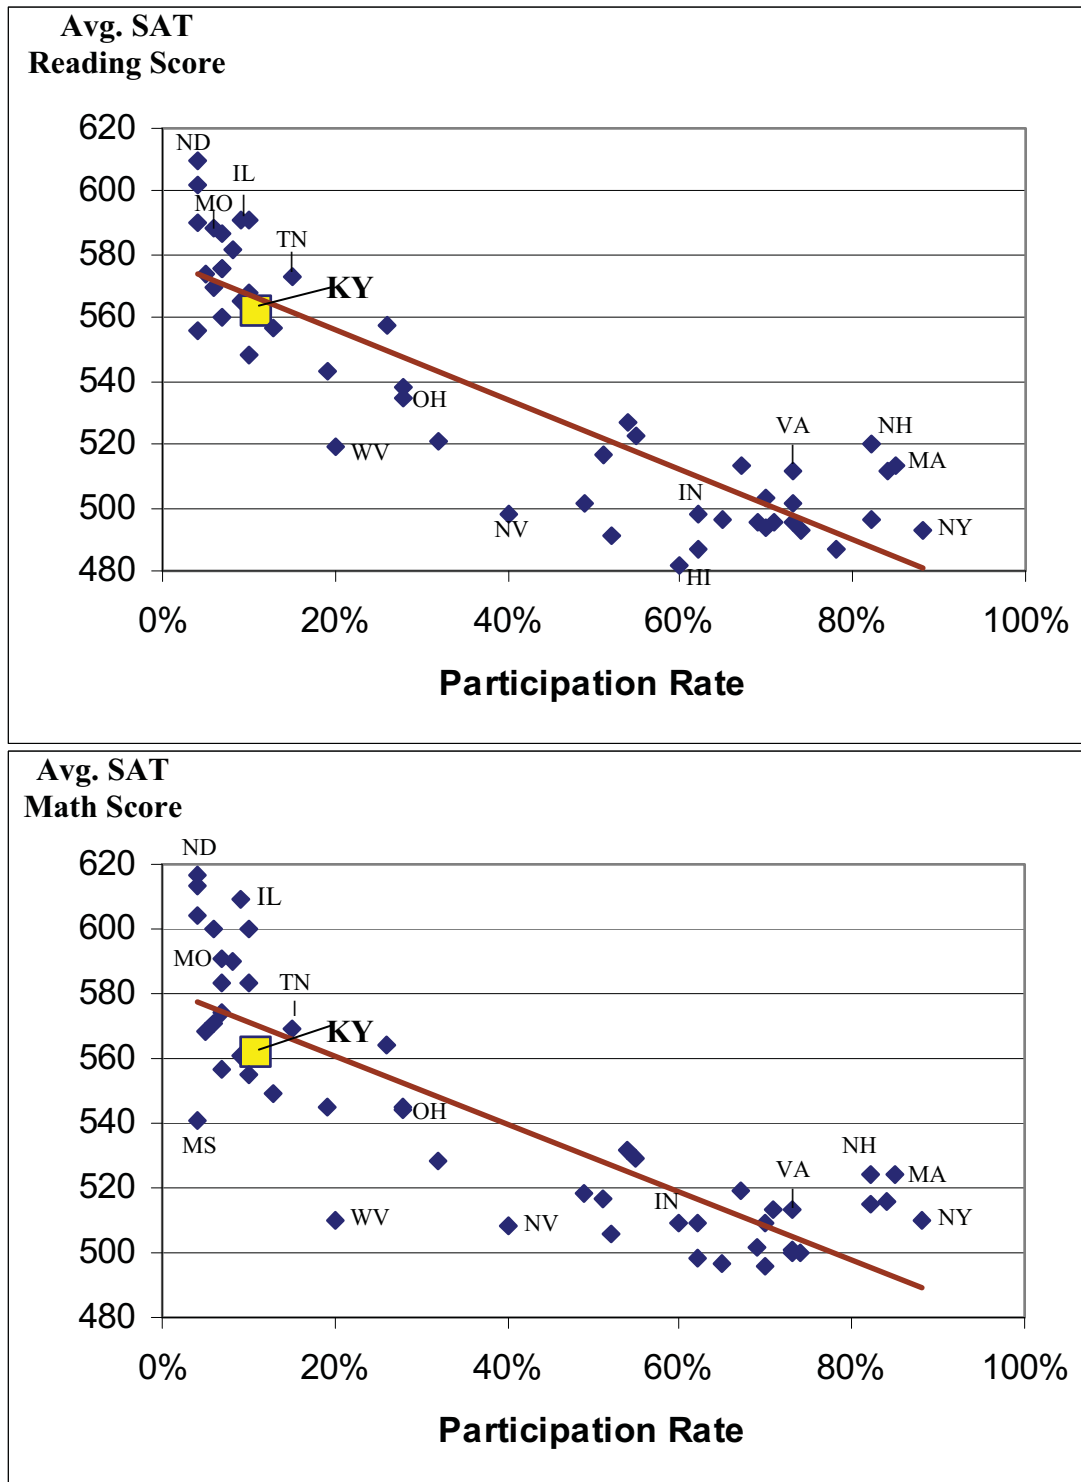 Avg. SAT
Reading Score
620
600
580
560
540
520
500
480
ND
IL
MO
TN
KY
OH
WV
NV
IN
HI
VA
NH
MA
NY
0% 20% 40% 60% 80% 100%
Participation Rate
Avg. SAT
Math Score
620
600
580
560
540
520
500
480
ND
IL
MO
TN
KY
OH
MS
WV
NV
IN
VA
NH
MA
NY
0% 20% 40% 60% 80% 100%
Participation Rate